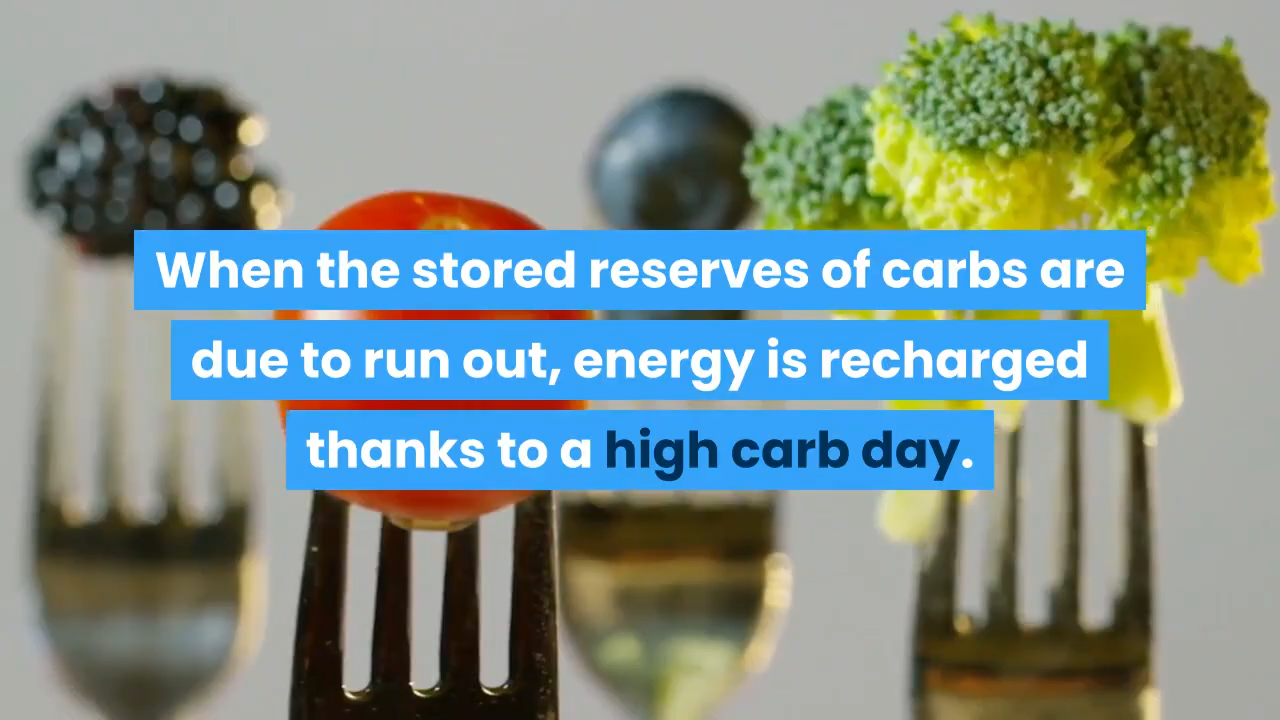 When the stored reserves of carbs are
due to run out, energy is recharged
thanks to a high carb day.